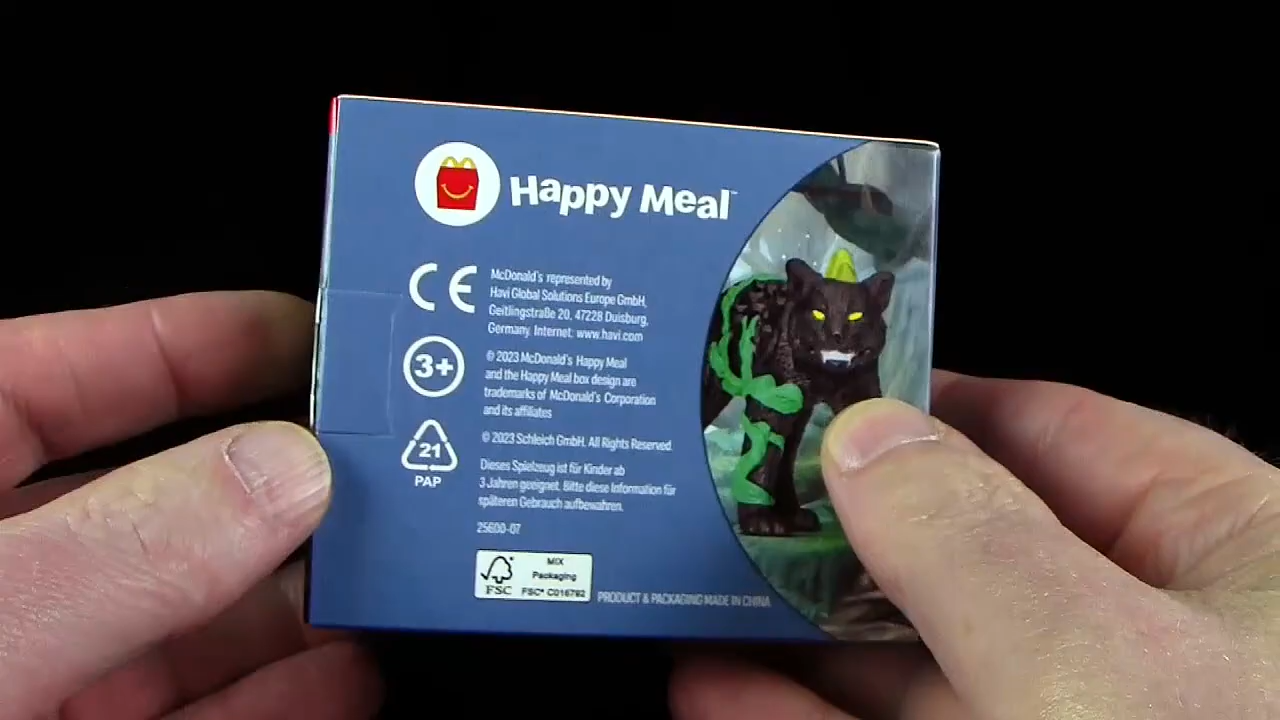 Happy Meal™
CE
McDonald's represented by
Havi Global Solutions Europe GmbH,
Geitlingstraße 20, 47228 Duisburg,
Germany. Internet: www.havi.com
3+
© 2023 McDonald's Happy Meal
and the Happy Meal box design are
trademarks of McDonald's Corporation
and its affiliates
21
PAP
© 2023 Schleich GmbH. All Rights Reserved.
Dieses Spielzeug ist für Kinder ab
3 Jahren geeignet. Bitte diese Information für
späteren Gebrauch aufbewahren.
25600-07
FSC
MIX
Packaging
FSC® C016792
PRODUCT & PACKAGING MADE IN CHINA